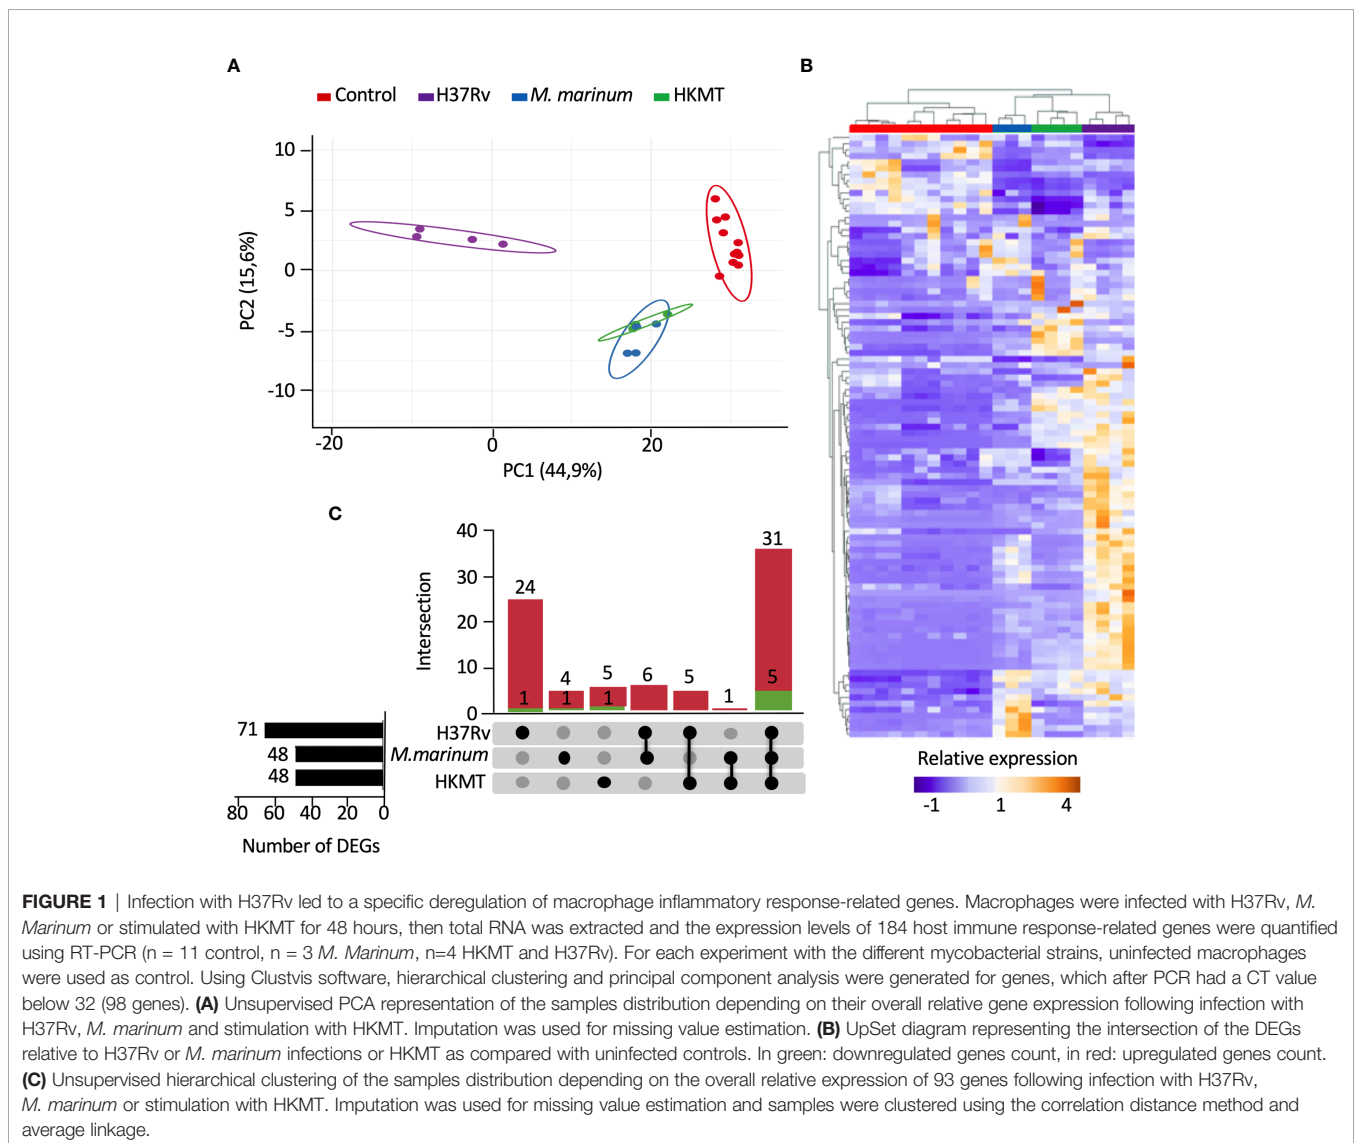 A
B
Control H37Rv M. marinum HKMT
10
5
0
-5
-10
PC2 (15,6%)
-20 0 20
PC1 (44,9%)
C
40
30
20
10
0
Intersection
24 4 5 6 5 1 31
1 1 1 5
H37Rv
M.marinum
HKMT
71
48
48
80 60 40 20 0
Number of DEGs
Relative expression
-1 1 4
FIGURE 1 | Infection with H37Rv led to a specific deregulation of macrophage inflammatory response-related genes. Macrophages were infected with H37Rv, M.
Marinum or stimulated with HKMT for 48 hours, then total RNA was extracted and the expression levels of 184 host immune response-related genes were quantified
using RT-PCR (n = 11 control, n = 3 M. Marinum, n=4 HKMT and H37Rv). For each experiment with the different mycobacterial strains, uninfected macrophages
were used as control. Using Clustvis software, hierarchical clustering and principal component analysis were generated for genes, which after PCR had a CT value
below 32 (98 genes). (A) Unsupervised PCA representation of the samples distribution depending on their overall relative gene expression following infection with
H37Rv, M. marinum and stimulation with HKMT. Imputation was used for missing value estimation. (B) UpSet diagram representing the intersection of the DEGs
relative to H37Rv or M. marinum infections or HKMT as compared with uninfected controls. In green: downregulated genes count, in red: upregulated genes count.
(C) Unsupervised hierarchical clustering of the samples distribution depending on the overall relative expression of 93 genes following infection with H37Rv,
M. marinum or stimulation with HKMT. Imputation was used for missing value estimation and samples were clustered using the correlation distance method and
average linkage.